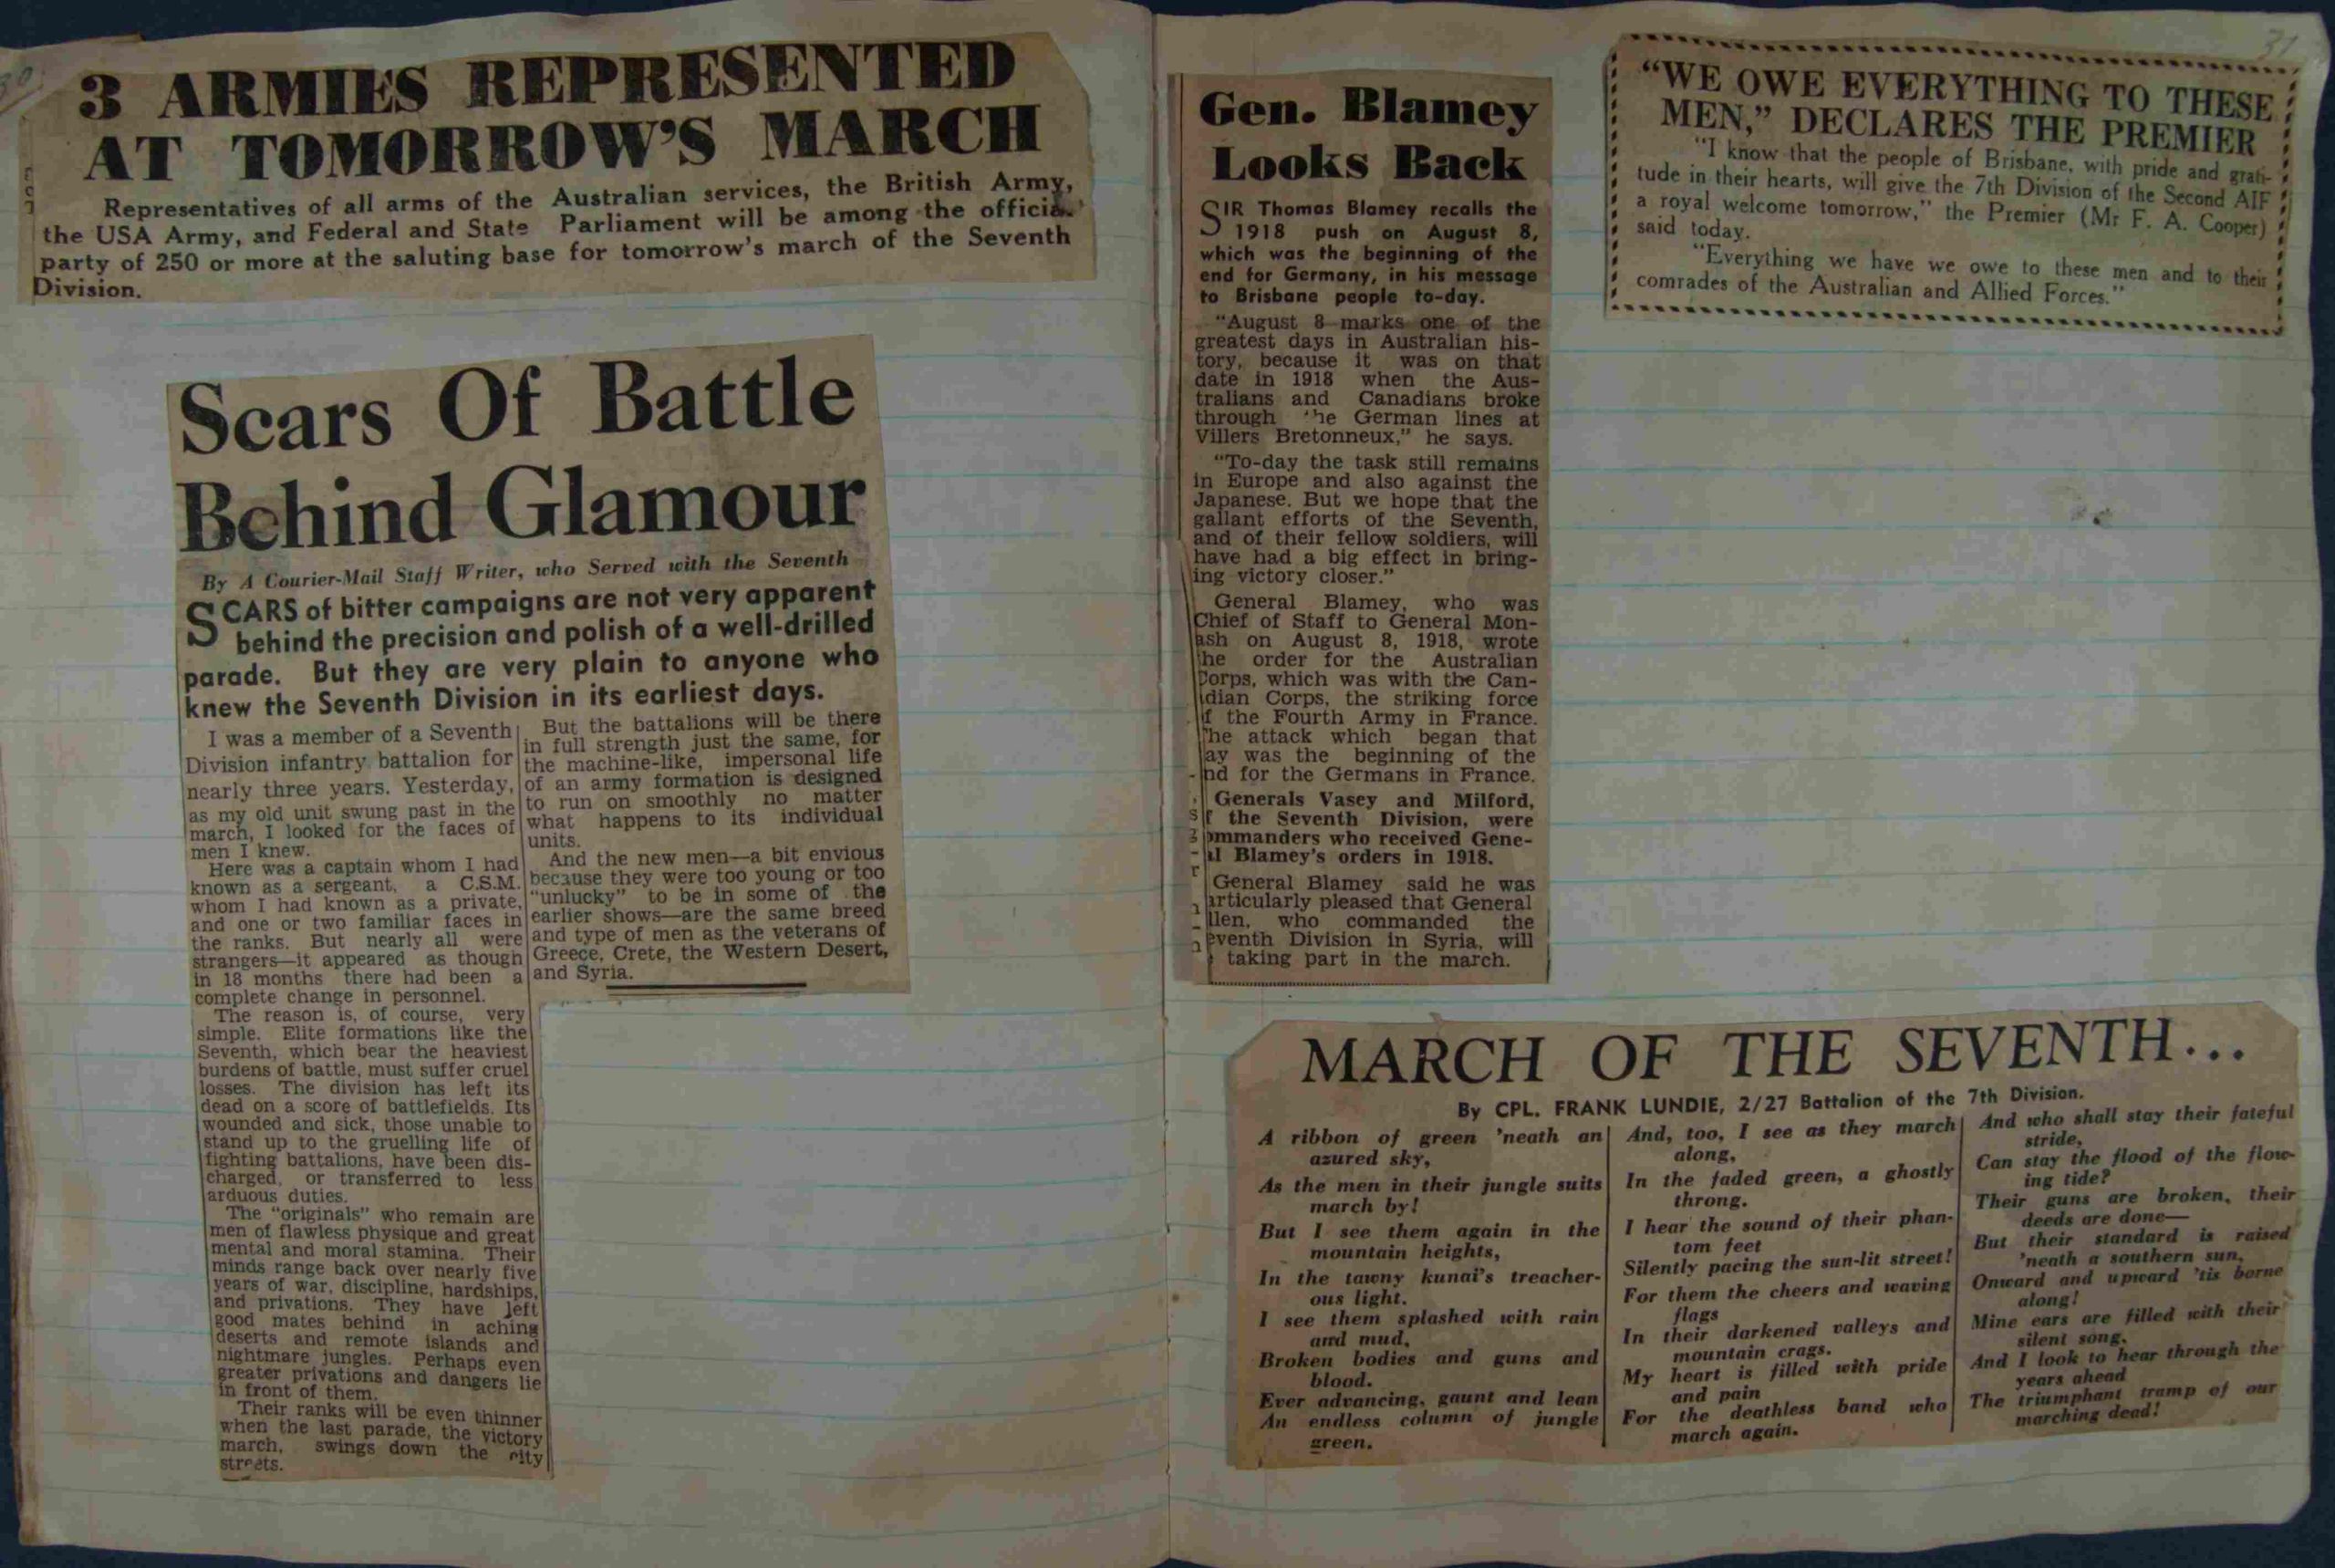 30
3 ARMIES REPRESENTED
AT TOMORROW'S MARCH
Representatives of all arms of the Australian services, the British Army,
the USA Army, and Federal and State Parliament will be among the official
party of 250 or more at the saluting base for tomorrow's march of the Seventh
Division.
Scars Of Battle
Behind Glamour
By A Courier-Mail Staff Writer, who Served with the Seventh
SCARS of bitter campaigns are not very apparent
behind the precision and polish of a well-drilled
parade. But they are very plain to anyone who
knew the Seventh Division in its earliest days.
I was a member of a Seventh
Division infantry battalion for
nearly three years. Yesterday,
as my old unit swung past in the
march, I looked for the faces of
men I knew.
Here was a captain whom I had
known as a sergeant, a C.S.M.
whom I had known as a private,
and one or two familiar faces in
the ranks. But nearly all were
strangers—it appeared as though
in 18 months there had been a
complete change in personnel.
The reason is, of course, very
simple. Elite formations like the
Seventh, which bear the heaviest
burdens of battle, must suffer cruel
losses. The division has left its
dead on a score of battlefields. Its
wounded and sick, those unable to
stand up to the gruelling life of
fighting battalions, have been dis-
charged, or transferred to less
arduous duties.
The "originals" who remain are
men of flawless physique and great
mental and moral stamina. Their
minds range back over nearly five
years of war, discipline, hardships,
and privations. They have left
good mates behind in aching
deserts and remote islands and
nightmare jungles. Perhaps even
greater privations and dangers lie
in front of them.
Their ranks will be even thinner
when the last parade, the victory
march, swings down the city
streets.
But the battalions will be there
in full strength just the same, for
the machine-like, impersonal life
of an army formation is designed
to run on smoothly no matter
what happens to its individual
units.
And the new men—a bit envious
because they were too young or too
"unlucky" to be in some of the
earlier shows—are the same breed
and type of men as the veterans of
Greece, Crete, the Western Desert,
and Syria.
Gen. Blamey
Looks Back
SIR Thomas Blamey recalls the
1918 push on August 8,
which was the beginning of the
end for Germany, in his message
to Brisbane people to-day.
"August 8 marks one of the
greatest days in Australian his-
tory, because it was on that
date in 1918 when the Aus-
tralians and Canadians broke
through 'he German lines at
Villers Bretonneux," he says.
"To-day the task still remains
in Europe and also against the
Japanese. But we hope that the
gallant efforts of the Seventh,
and of their fellow soldiers, will
have had a big effect in bring-
ing victory closer."
General Blamey, who was
Chief of Staff to General Mon-
ash on August 8, 1918, wrote
he order for the Australian
Corps, which was with the Can-
dian Corps, the striking force
f the Fourth Army in France.
he attack which began that
ay was the beginning of the
nd for the Germans in France.
Generals Vasey and Milford,
f the Seventh Division, were
ommanders who received Gene-
al Blamey's orders in 1918.
General Blamey said he was
articularly pleased that General
llen, who commanded the
eventh Division in Syria, will
taking part in the march.
31
"WE OWE EVERYTHING TO THESE
MEN," DECLARES THE PREMIER
"I know that the people of Brisbane, with pride and grati-
tude in their hearts, will give the 7th Division of the Second AIF
a royal welcome tomorrow," the Premier (Mr F. A. Cooper)
said today.
"Everything we have we owe to these men and to their
comrades of the Australian and Allied Forces."
MARCH OF THE SEVENTH...
By CPL. FRANK LUNDIE, 2/27 Battalion of the 7th Division.
A ribbon of green 'neath an
azured sky,
As the men in their jungle suits
march by!
But I see them again in the
mountain heights,
In the tawny kunai's treacher-
ous light.
I see them splashed with rain
and mud,
Broken bodies and guns and
blood.
Ever advancing, gaunt and lean
An endless column of jungle
green.
And, too, I see as they march
along,
In the faded green, a ghostly
throng.
I hear the sound of their phan-
tom feet
Silently pacing the sun-lit street!
For them the cheers and waving
flags
In their darkened valleys and
mountain crags.
My heart is filled with pride
and pain
For the deathless band who
march again.
And who shall stay their fateful
stride,
Can stay the flood of the flow-
ing tide?
Their guns are broken, their
deeds are done—
But their standard is raised
'neath a southern sun,
Onward and upward 'tis borne
along!
Mine ears are filled with their
silent song,
And I look to hear through the
years ahead
The triumphant tramp of our
marching dead!